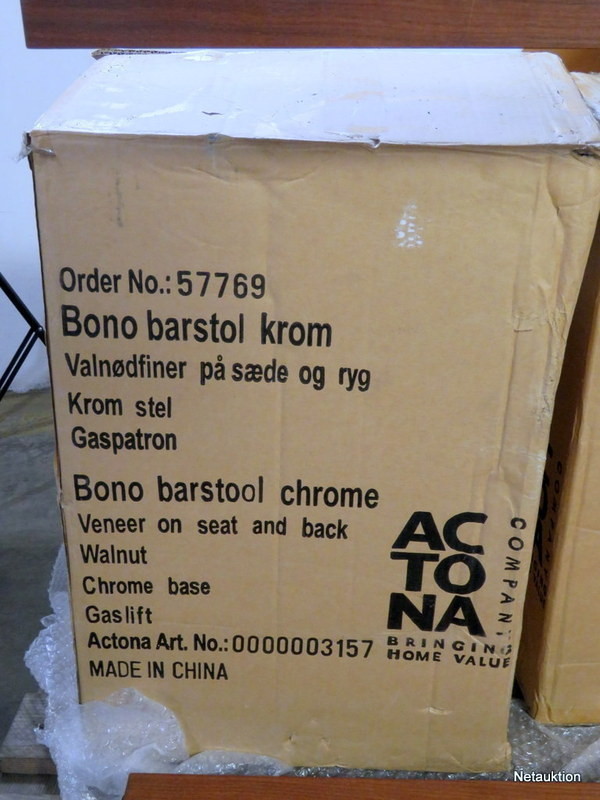 Order No.: 57769
Bono barstol krom
Valnødfiner på sæde og ryg
Krom stel
Gaspatron
Bono barstool chrome
Veneer on seat and back
Walnut
Chrome base
Gaslift
Actona Art. No.: 0000003157
MADE IN CHINA
ACTONA
COMPANY
BRINGING
HOME VALUE
Netauktion